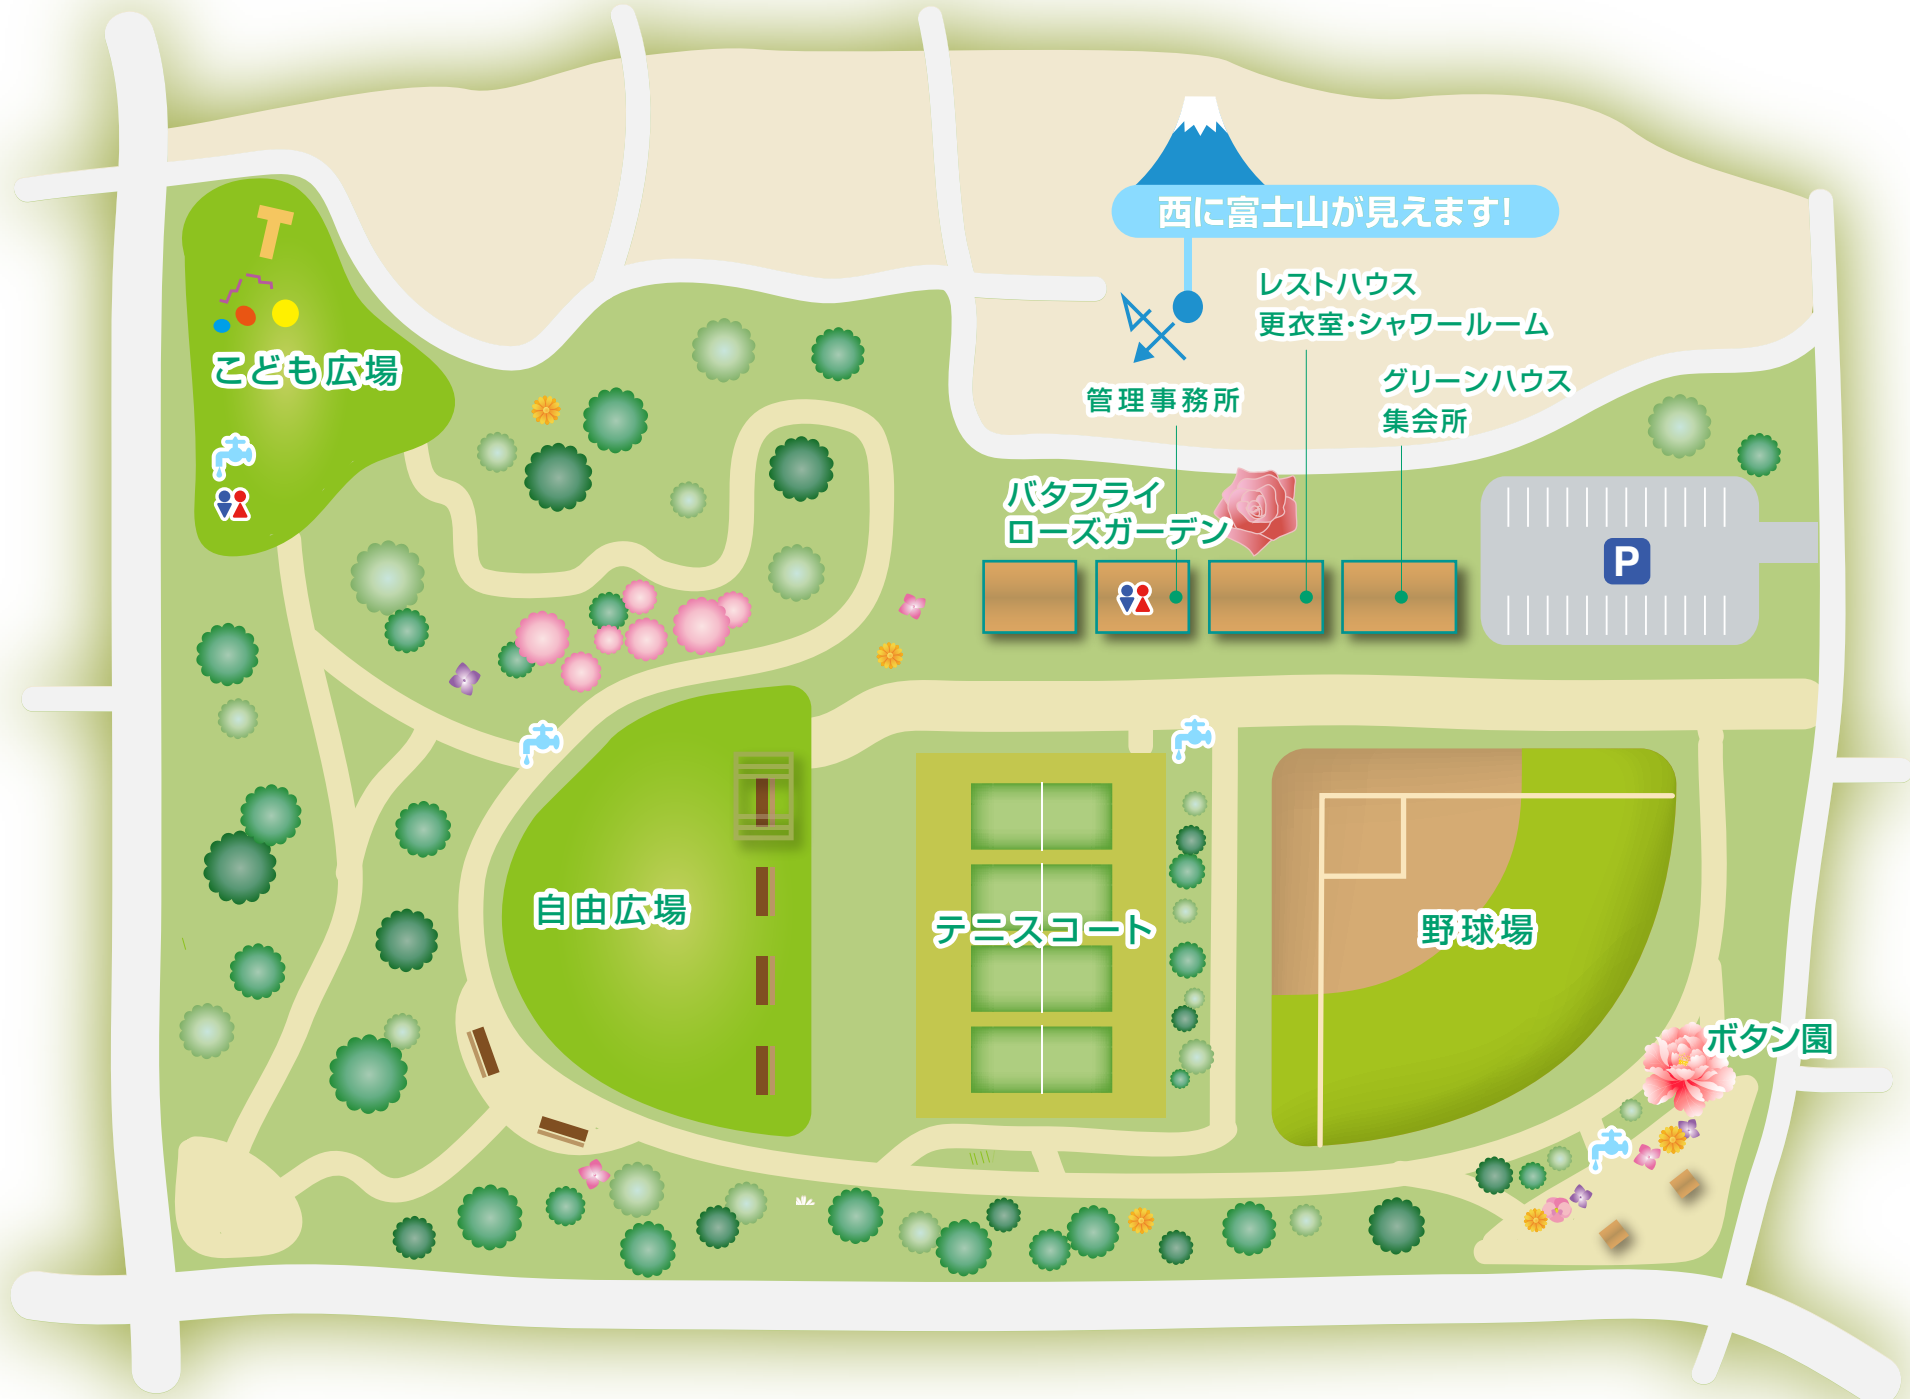 西に富士山が見えます!
レストハウス
更衣室・シャワールーム
こども広場
管理事務所
グリーンハウス
集会所
バタフライ
ローズガーデン
P
自由広場
テニスコート
野球場
ボタン園